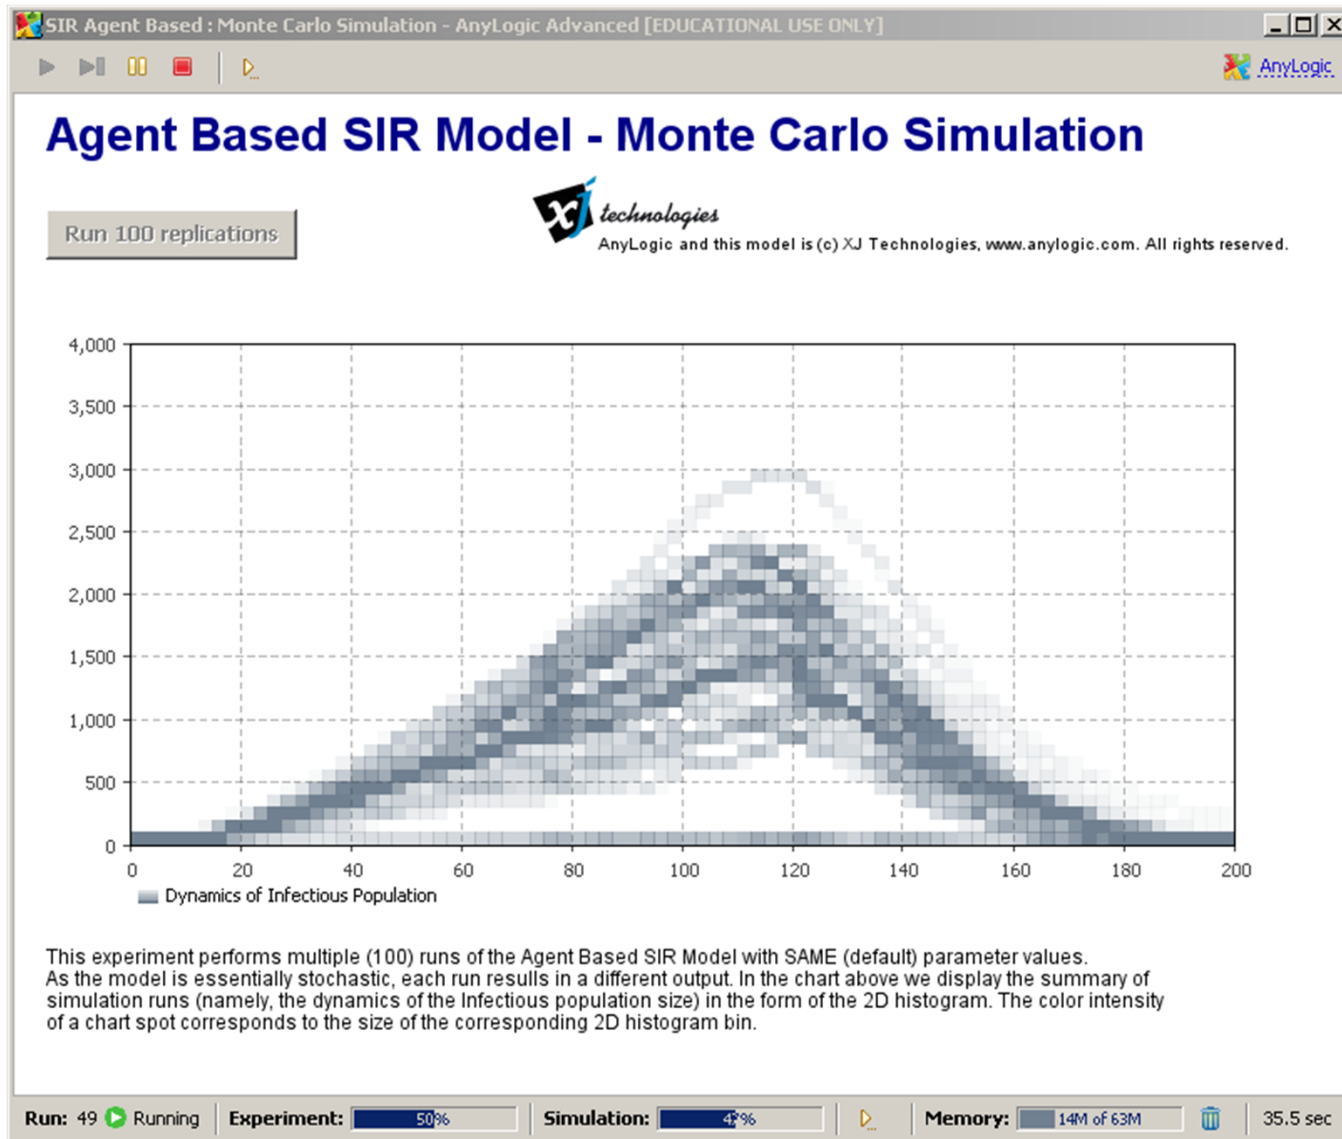 SIR Agent Based : Monte Carlo Simulation - AnyLogic Advanced [EDUCATIONAL USE ONLY]
AnyLogic
Agent Based SIR Model - Monte Carlo Simulation
Run 100 replications
xj technologies
AnyLogic and this model is (c) XJ Technologies, www.anylogic.com. All rights reserved.
4,000
3,500
3,000
2,500
2,000
1,500
1,000
500
0
0 20 40 60 80 100 120 140 160 180 200
Dynamics of Infectious Population
This experiment performs multiple (100) runs of the Agent Based SIR Model with SAME (default) parameter values.
As the model is essentially stochastic, each run resulls in a different output. In the chart above we display the summary of
simulation runs (namely, the dynamics of the Infectious population size) in the form of the 2D histogram. The color intensity
of a chart spot corresponds to the size of the corresponding 2D histogram bin.
Run: 49 Running Experiment: 50% Simulation: 47% Memory: 14M of 63M 35.5 sec